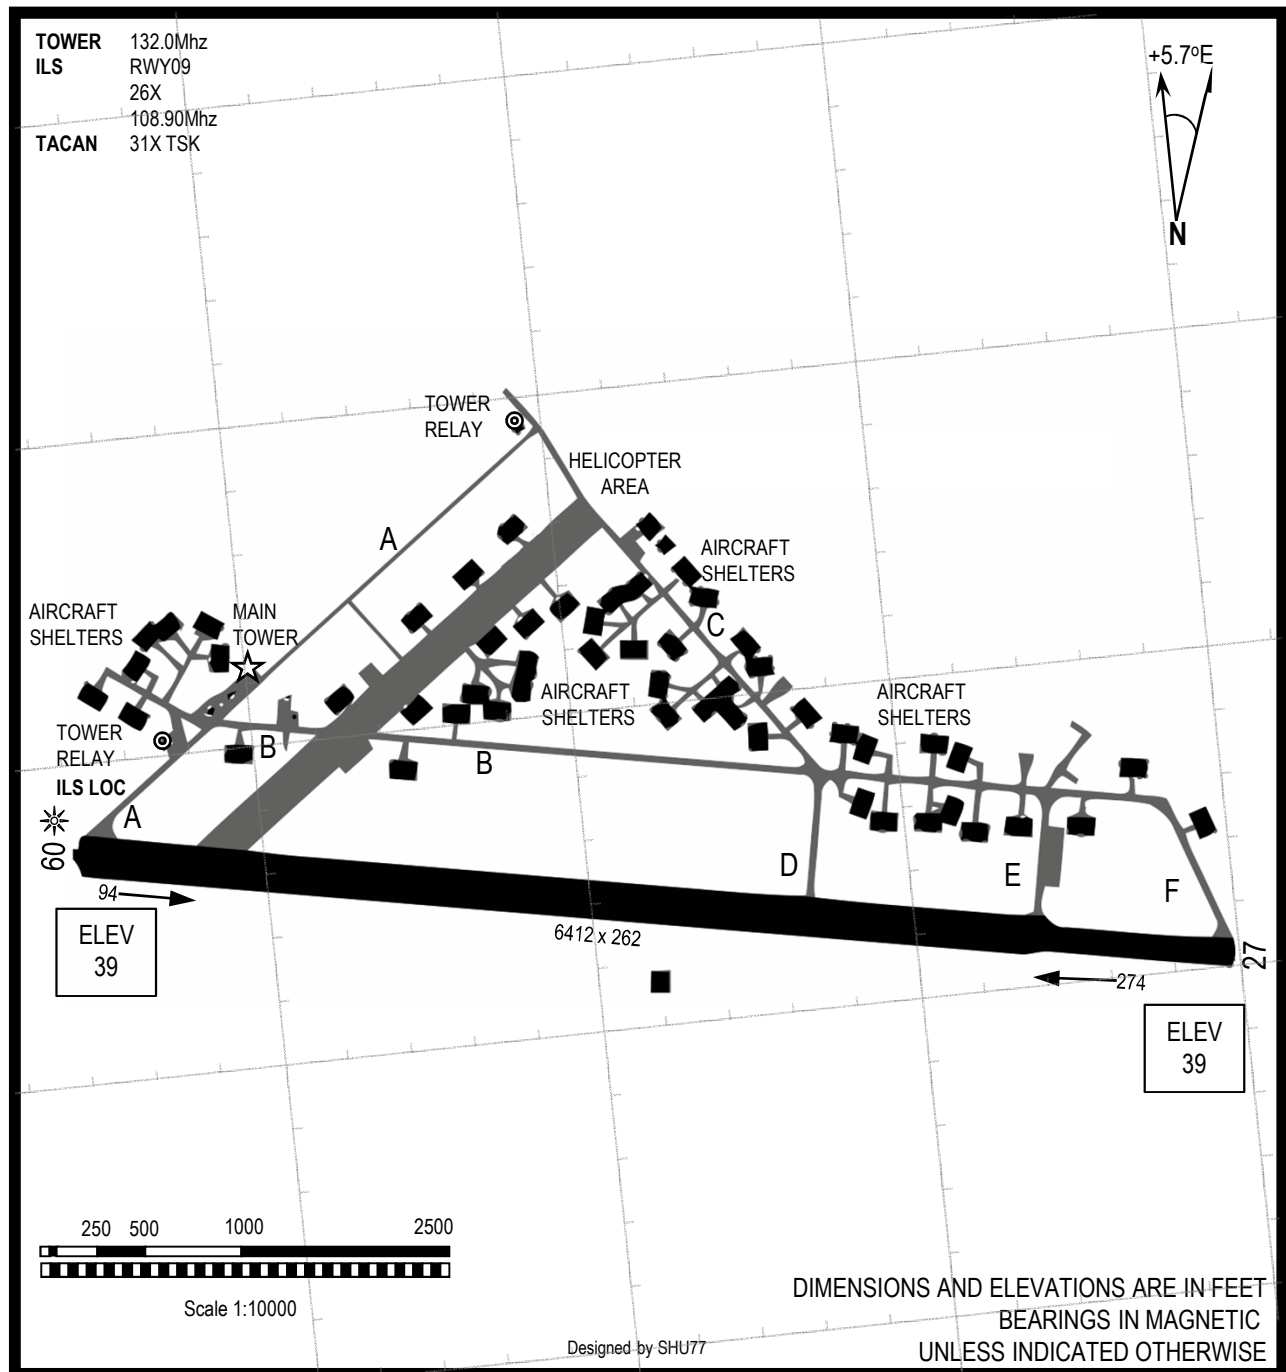 TOWER 132.0Mhz
ILS RWY09
26X
108.90Mhz
TACAN 31X TSK
+5.7ºE
N
TOWER
RELAY
HELICOPTER
AREA
A
AIRCRAFT
SHELTERS
AIRCRAFT
SHELTERS
MAIN
TOWER
C
AIRCRAFT
SHELTERS
AIRCRAFT
SHELTERS
TOWER
RELAY
B
B
ILS LOC
A
09
94
D
E
F
6412 x 262
27
274
ELEV
39
ELEV
39
250 500 1000 2500
Scale 1:10000
DIMENSIONS AND ELEVATIONS ARE IN FEET
BEARINGS IN MAGNETIC
UNLESS INDICATED OTHERWISE
Designed by SHU77